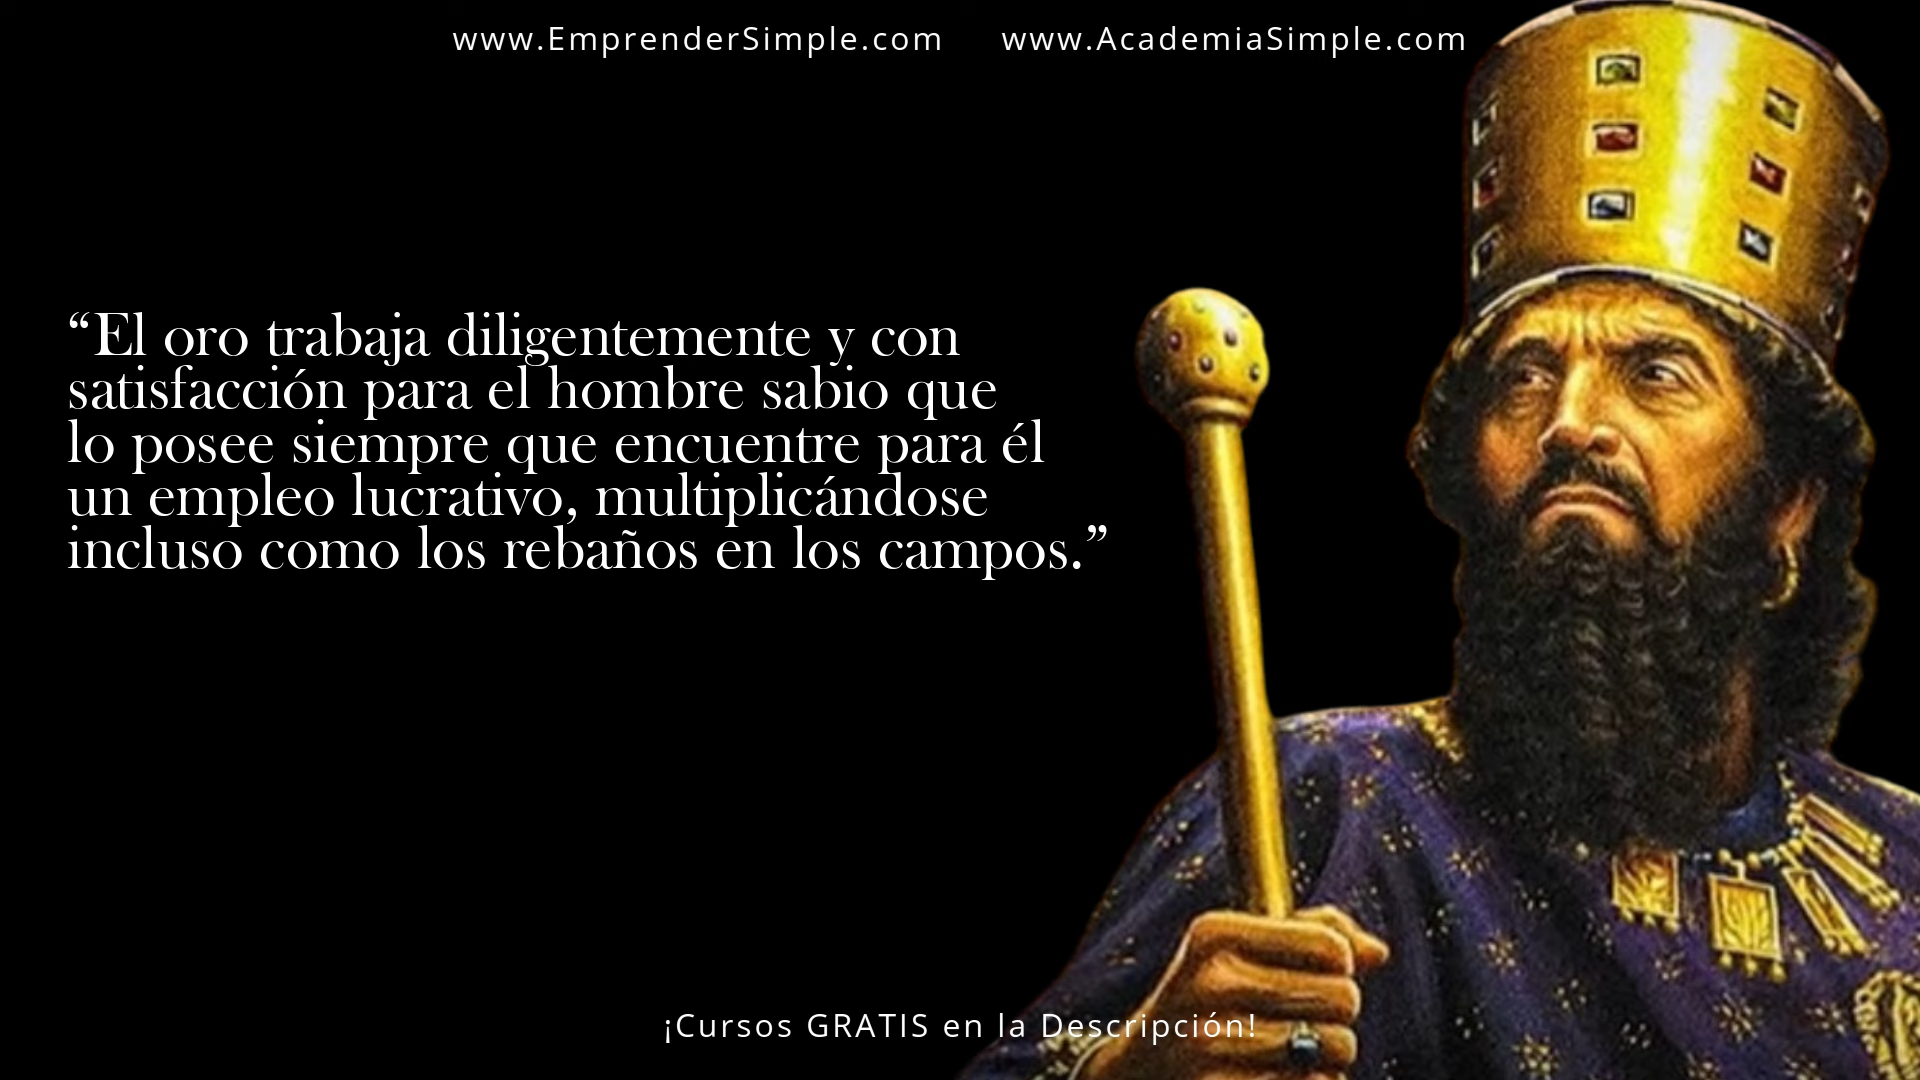 www.EmprenderSimple.com www.AcademiaSimple.com
“El oro trabaja diligentemente y con
satisfacción para el hombre sabio que
lo posee siempre que encuentre para él
un empleo lucrativo, multiplicándose
incluso como los rebaños en los campos.”
¡Cursos GRATIS en la Descripción!